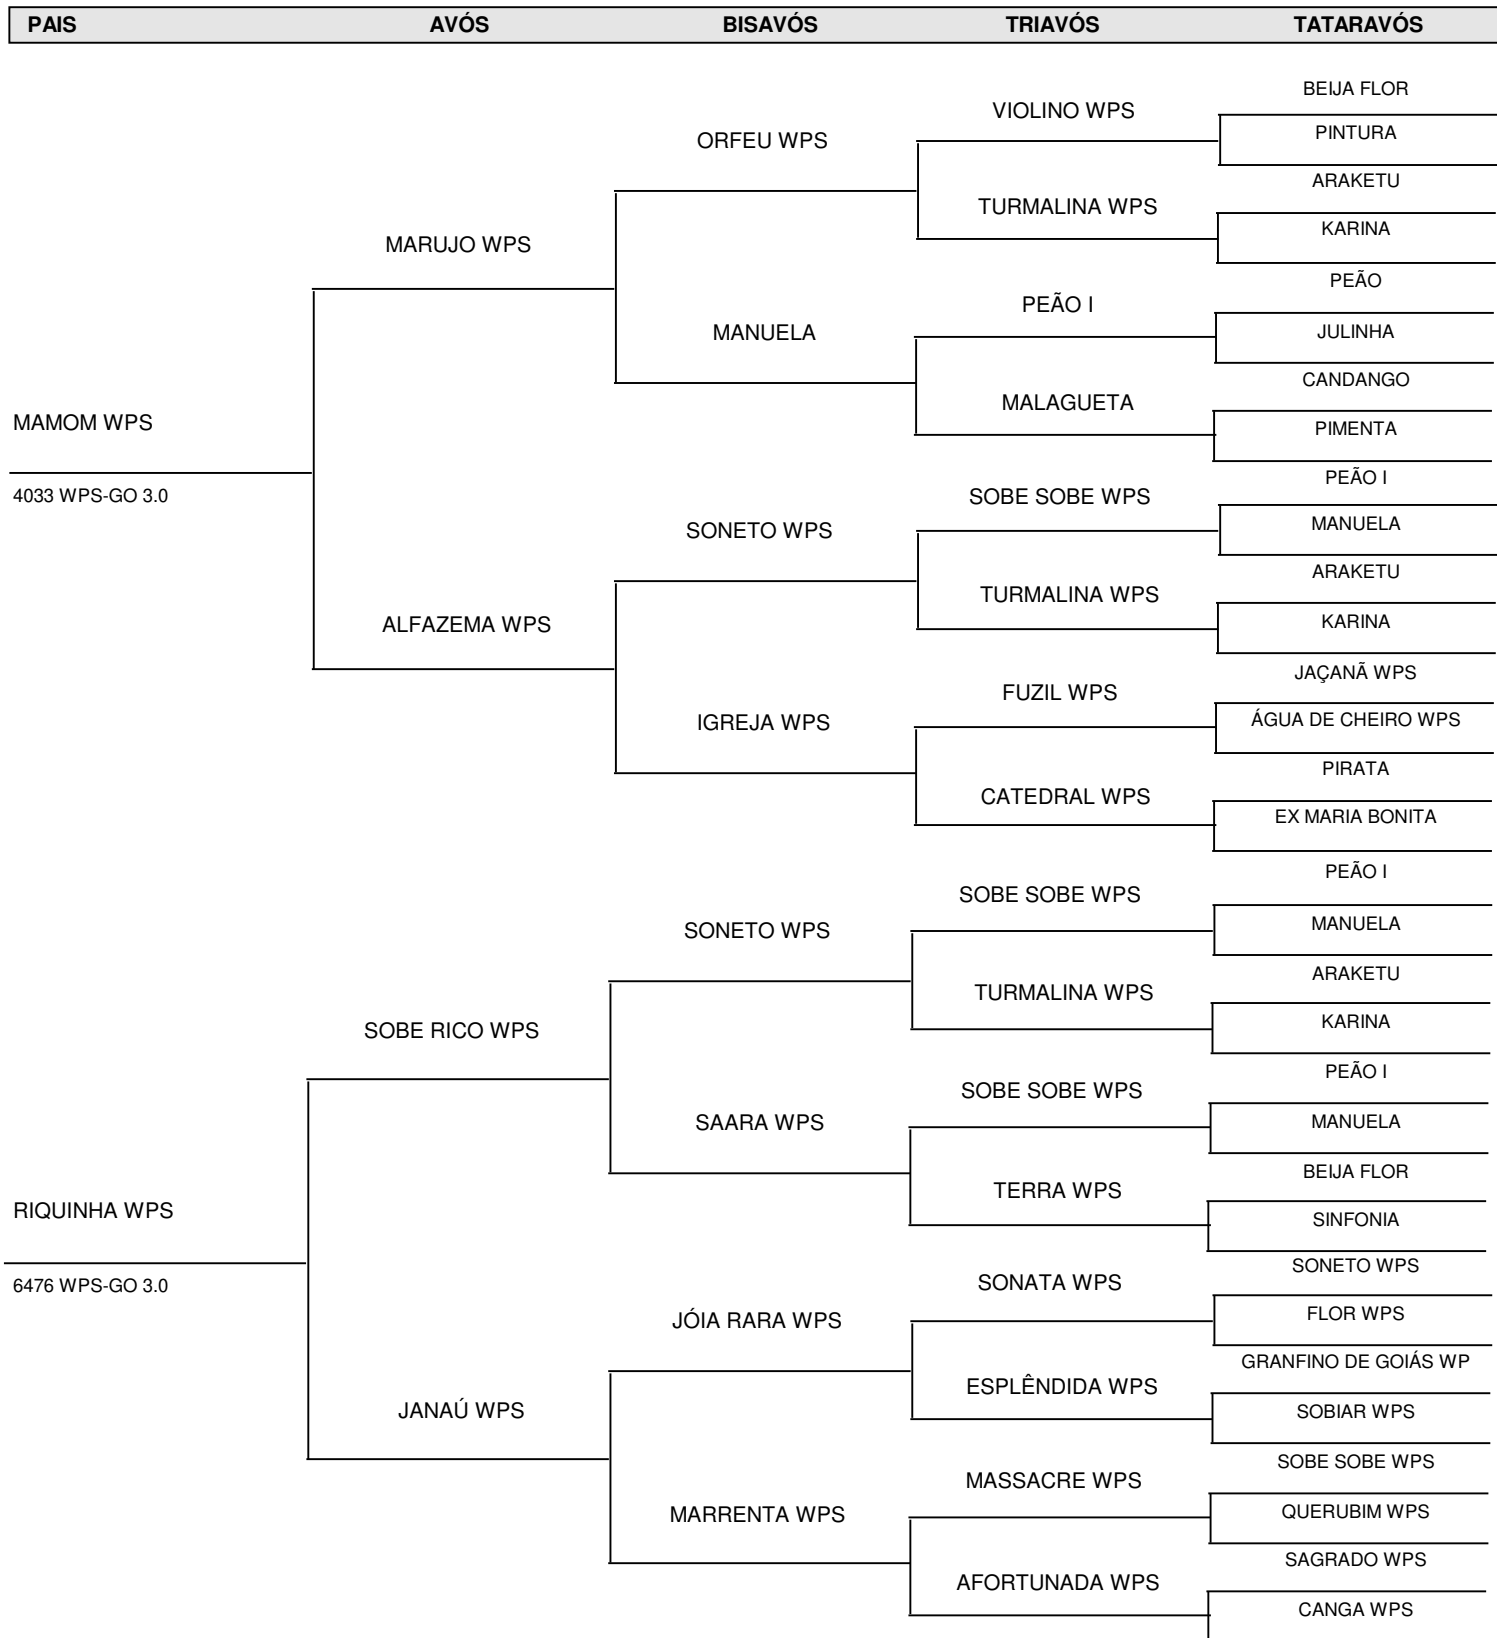 PAIS AVÓS BISAVÓS TRIAVÓS TATARAVÓS
BEIJA FLOR
VIOLINO WPS
PINTURA
ORFEU WPS
ARAKETU
TURMALINA WPS
KARINA
MARUJO WPS
PEÃO
PEÃO I
JULINHA
MANUELA
CANDANGO
MALAGUETA
PIMENTA
MAMOM WPS
4033 WPS-GO 3.0
PEÃO I
SOBE SOBE WPS
MANUELA
SONETO WPS
ARAKETU
TURMALINA WPS
KARINA
ALFAZEMA WPS
JAÇANÃ WPS
FUZIL WPS
ÁGUA DE CHEIRO WPS
IGREJA WPS
PIRATA
CATEDRAL WPS
EX MARIA BONITA
PEÃO I
SOBE SOBE WPS
MANUELA
SONETO WPS
ARAKETU
TURMALINA WPS
KARINA
SOBE RICO WPS
PEÃO I
SOBE SOBE WPS
MANUELA
SAARA WPS
BEIJA FLOR
TERRA WPS
SINFONIA
RIQUINHA WPS
6476 WPS-GO 3.0
SONETO WPS
SONATA WPS
FLOR WPS
JÓIA RARA WPS
GRANFINO DE GOIÁS WP
ESPLÊNDIDA WPS
SOBIAR WPS
JANAÚ WPS
SOBE SOBE WPS
MASSACRE WPS
QUERUBIM WPS
MARRENTA WPS
SAGRADO WPS
AFORTUNADA WPS
CANGA WPS